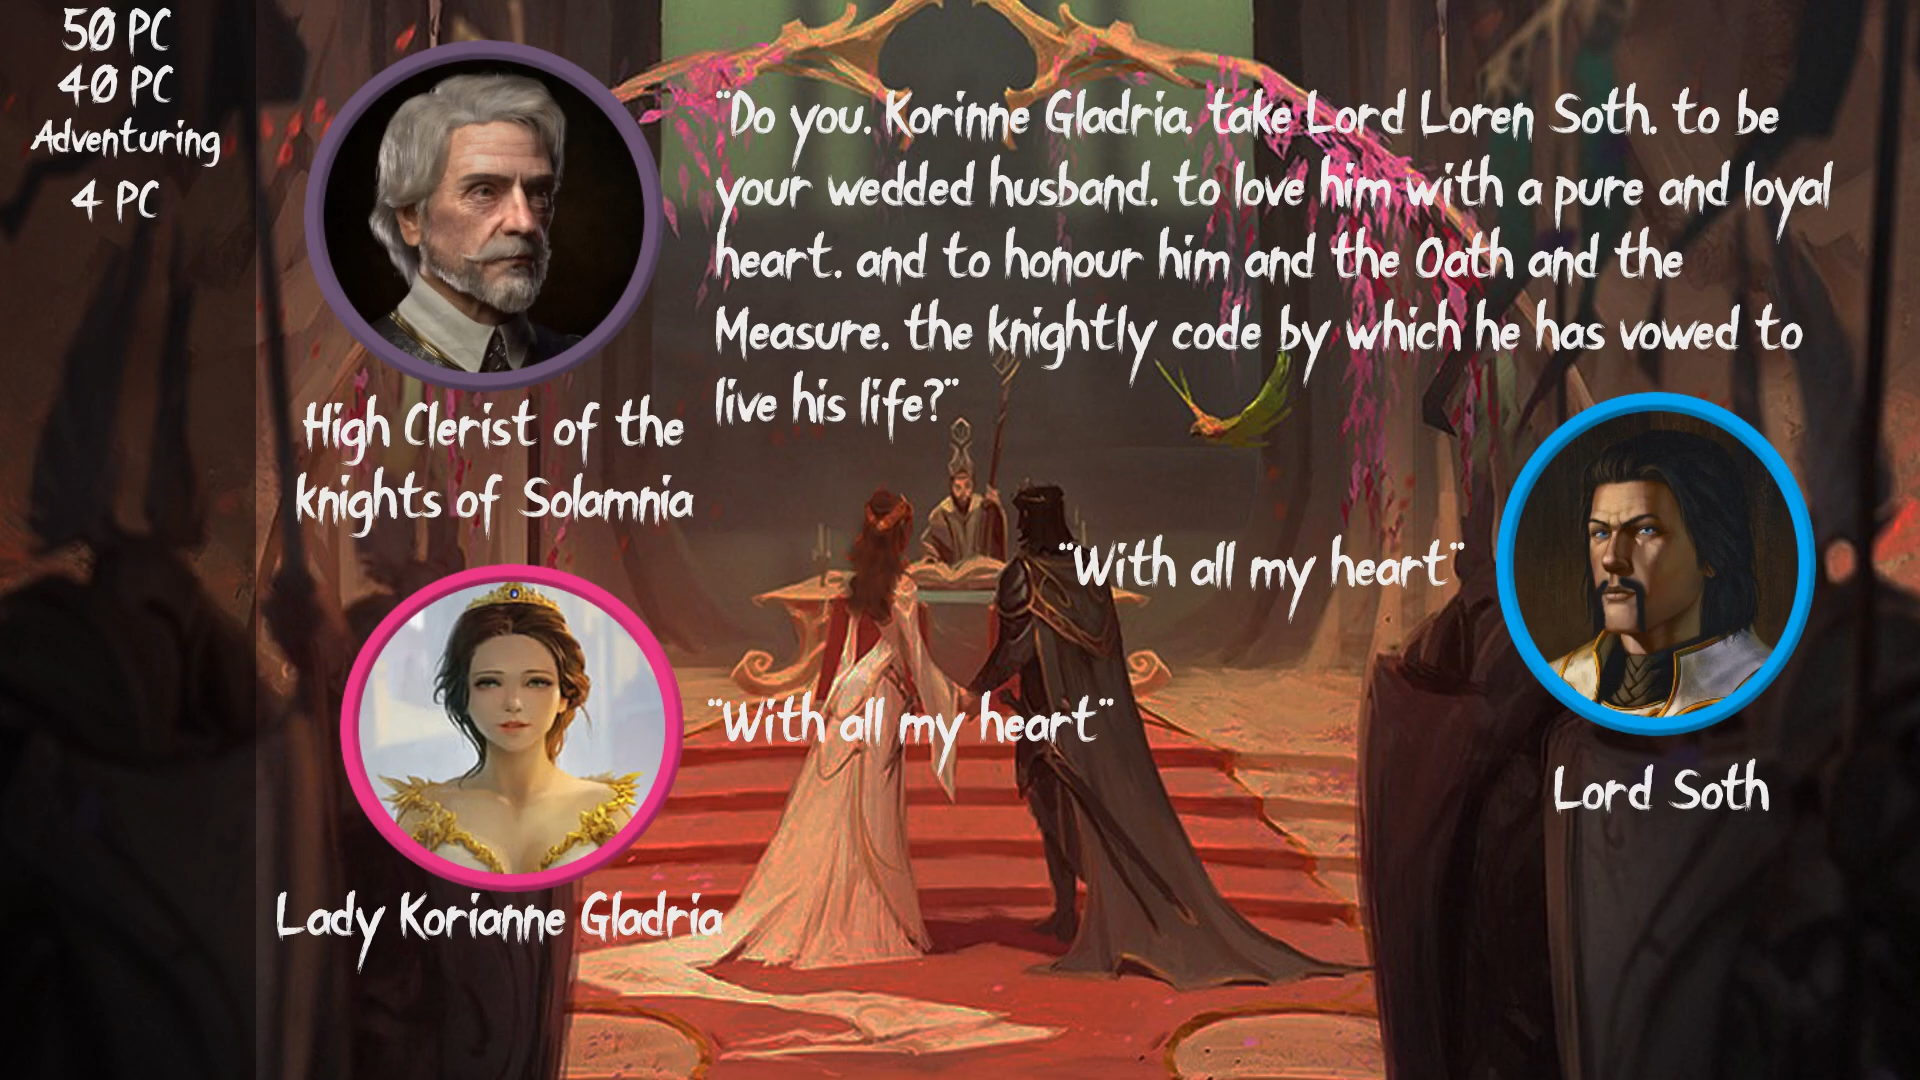 50 PC
40 PC
Adventuring
4 PC
"Do you, Korinne Gladria, take Lord Loren Soth, to be
your wedded husband, to love him with a pure and loyal
heart, and to honour him and the Oath and the
Measure, the knightly code by which he has vowed to
live his life?"
High Clerist of the
knights of Solamnia
"With all my heart"
Lord Soth
"With all my heart"
Lady Korianne Gladria